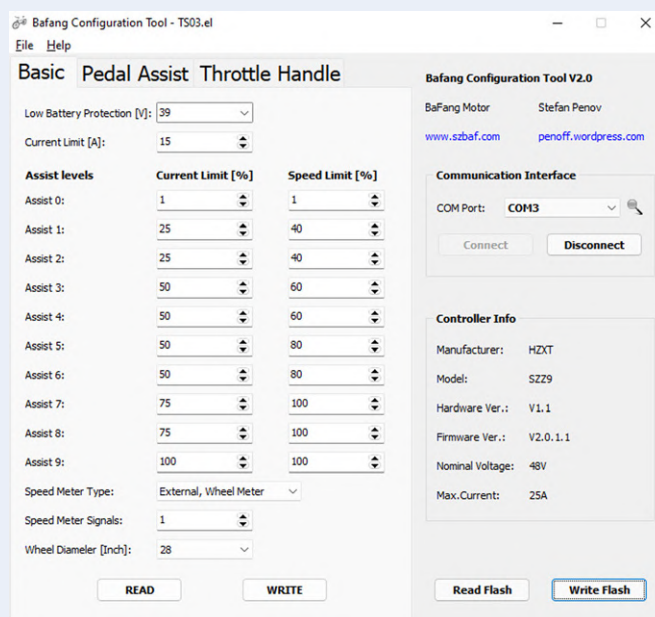 Bafang Configuration Tool - TS03.el
File Help
Basic Pedal Assist Throttle Handle
Low Battery Protection [V]: 39
Current Limit [A]: 15
Assist levels Current Limit [%] Speed Limit [%]
Assist 0: 1 1
Assist 1: 25 40
Assist 2: 25 40
Assist 3: 50 60
Assist 4: 50 60
Assist 5: 50 80
Assist 6: 50 80
Assist 7: 75 100
Assist 8: 75 100
Assist 9: 100 100
Speed Meter Type: External, Wheel Meter
Speed Meter Signals: 1
Wheel Diameler [Inch]: 28
READ WRITE
Bafang Configuration Tool V2.0
BaFang Motor Stefan Penov
www.szbaf.com penoff.wordpress.com
Communication Interface
COM Port: COM3
Connect Disconnect
Controller Info
Manufacturer: HZXT
Model: SZZ9
Hardware Ver.: V1.1
Firmware Ver.: V2.0.1.1
Nominal Voltage: 48V
Max.Current: 25A
Read Flash Write Flash